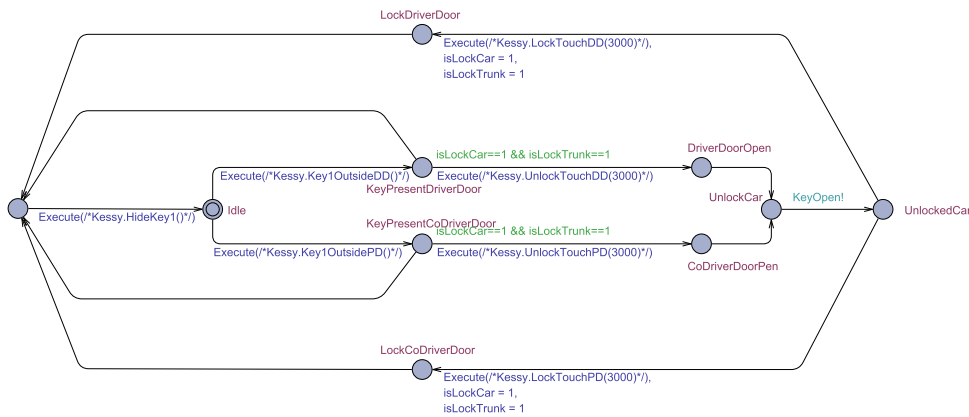 LockDriverDoor
Execute(/*Kessy.LockTouchDD(3000)*/),
isLockCar = 1,
isLockTrunk = 1
isLockCar==1 && isLockTrunk==1
DriverDoorOpen
Execute(/*Kessy.Key1OutsideDD()*/)
Execute(/*Kessy.UnlockTouchDD(3000)*/)
KeyPresentDriverDoor
UnlockCar
KeyOpen!
Execute(/*Kessy.HideKey1()*/)
Idle
UnlockedCar
KeyPresentCoDriverDoor
isLockCar==1 && isLockTrunk==1
Execute(/*Kessy.Key1OutsidePD()*/)
Execute(/*Kessy.UnlockTouchPD(3000)*/)
CoDriverDoorPen
LockCoDriverDoor
Execute(/*Kessy.LockTouchPD(3000)*/),
isLockCar = 1,
isLockTrunk = 1